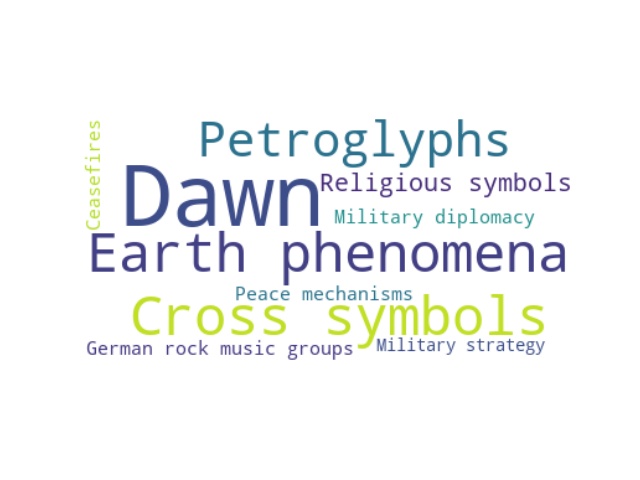 Ceasefires
Petroglyphs
Dawn
Religious symbols
Military diplomacy
Earth phenomena
Peace mechanisms
Cross symbols
German rock music groups
Military strategy